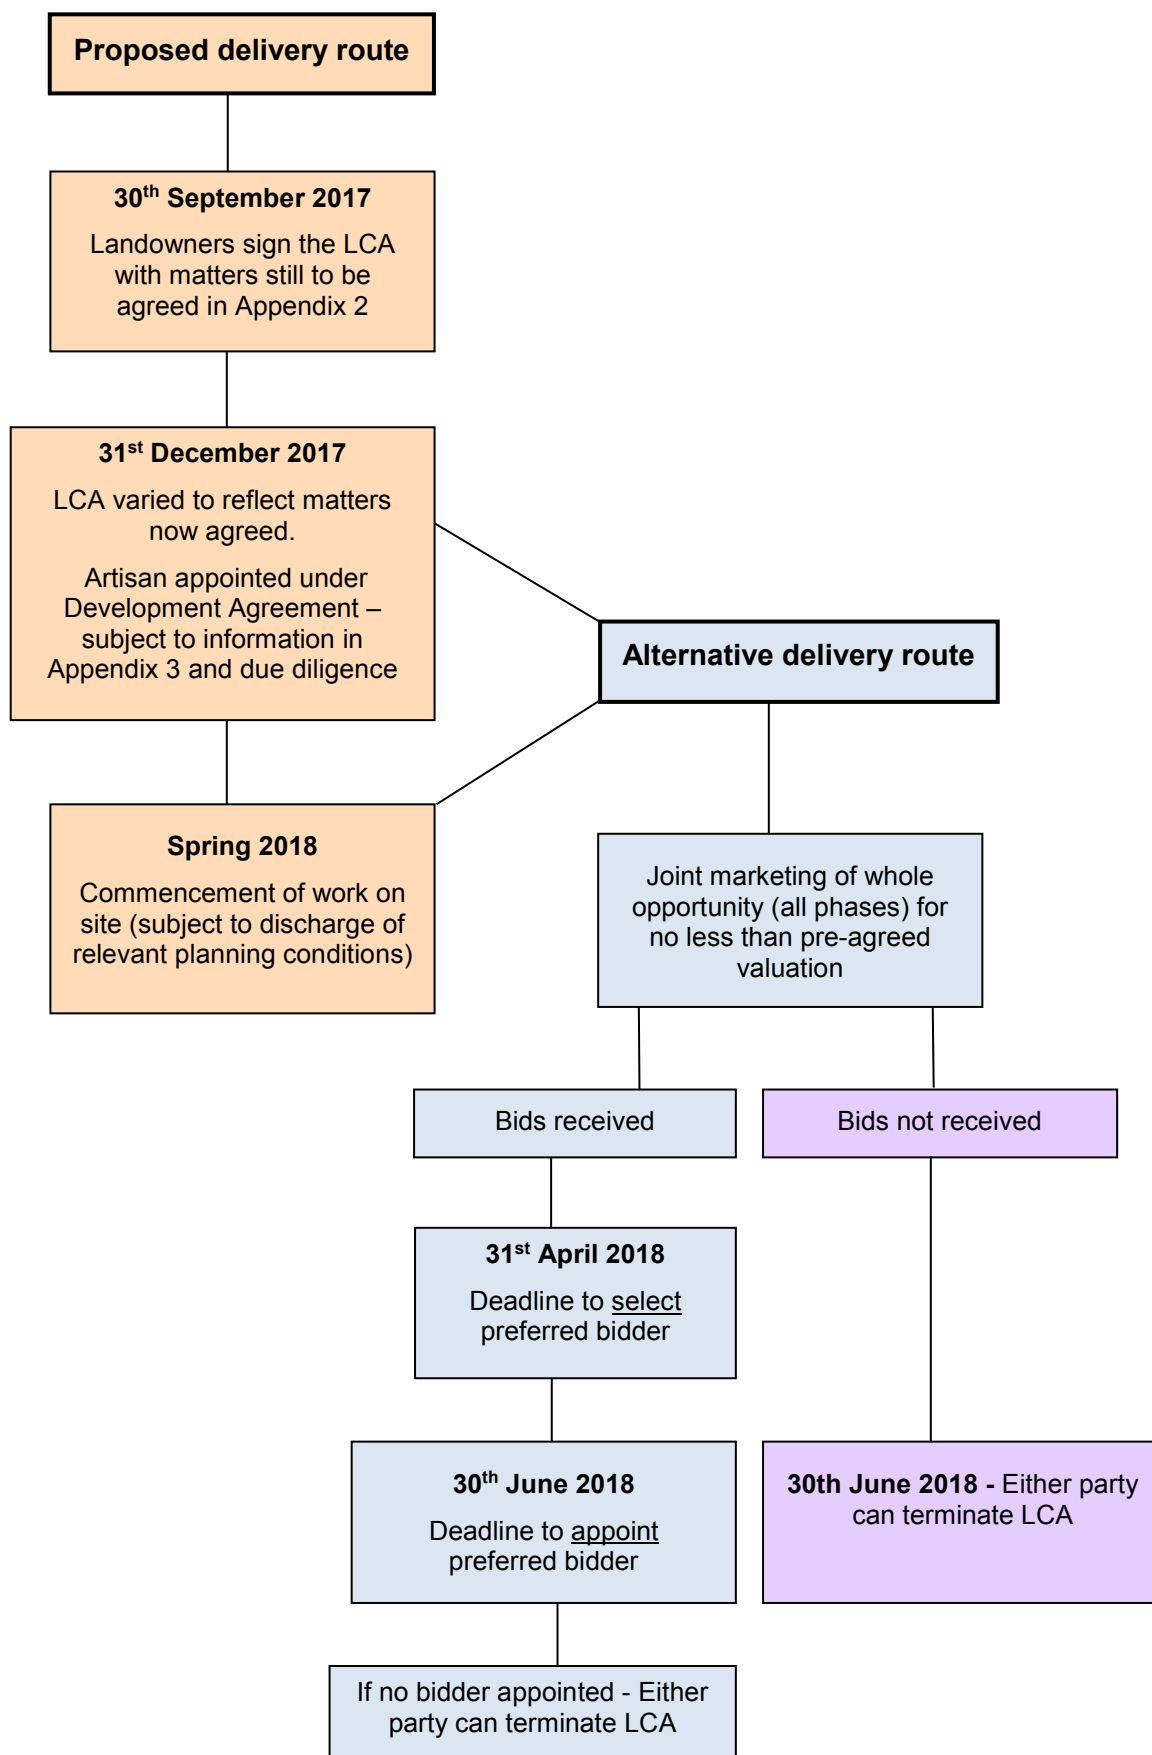 Proposed delivery route
30th September 2017
Landowners sign the LCA
with matters still to be
agreed in Appendix 2
31st December 2017
LCA varied to reflect matters
now agreed.
Artisan appointed under
Development Agreement –
subject to information in
Appendix 3 and due diligence
Alternative delivery route
Spring 2018
Commencement of work on
site (subject to discharge of
relevant planning conditions)
Joint marketing of whole
opportunity (all phases) for
no less than pre-agreed
valuation
Bids received
Bids not received
31st April 2018
Deadline to select
preferred bidder
30th June 2018
Deadline to appoint
preferred bidder
30th June 2018 - Either party
can terminate LCA
If no bidder appointed - Either
party can terminate LCA